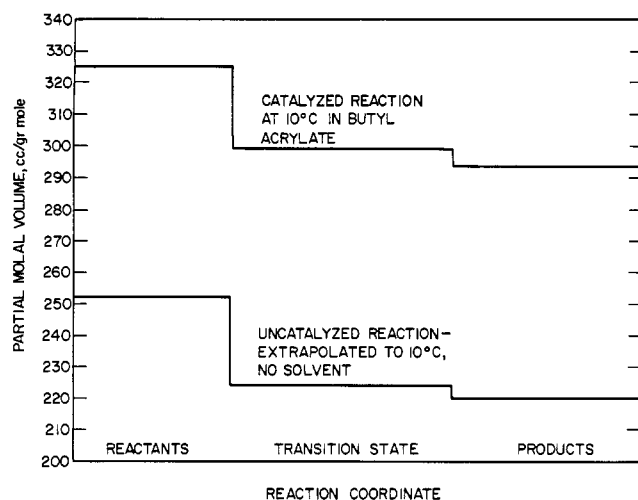 340
330
320
310
300
290
280
270
260
250
240
230
220
210
200
PARTIAL MOLAL VOLUME, cc/gr mole
CATALYZED REACTION
AT 10°C IN BUTYL
ACRYLATE
UNCATALYZED REACTION–
EXTRAPOLATED TO 10°C,
NO SOLVENT
REACTANTS TRANSITION STATE PRODUCTS
REACTION COORDINATE